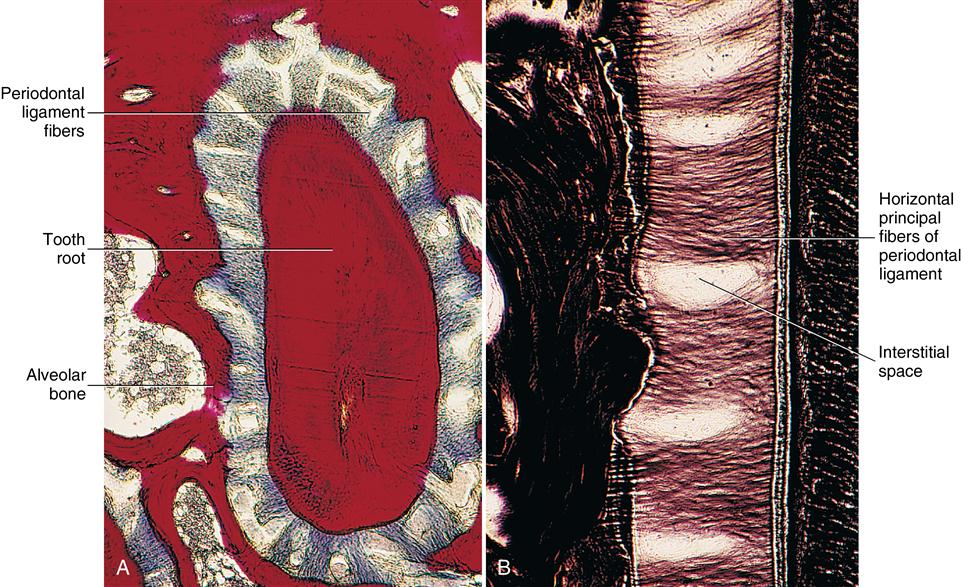 Periodontal
ligament
fibers
Tooth
root
Alveolar
bone
A
B
Horizontal
principal
fibers of
periodontal
ligament
Interstitial
space